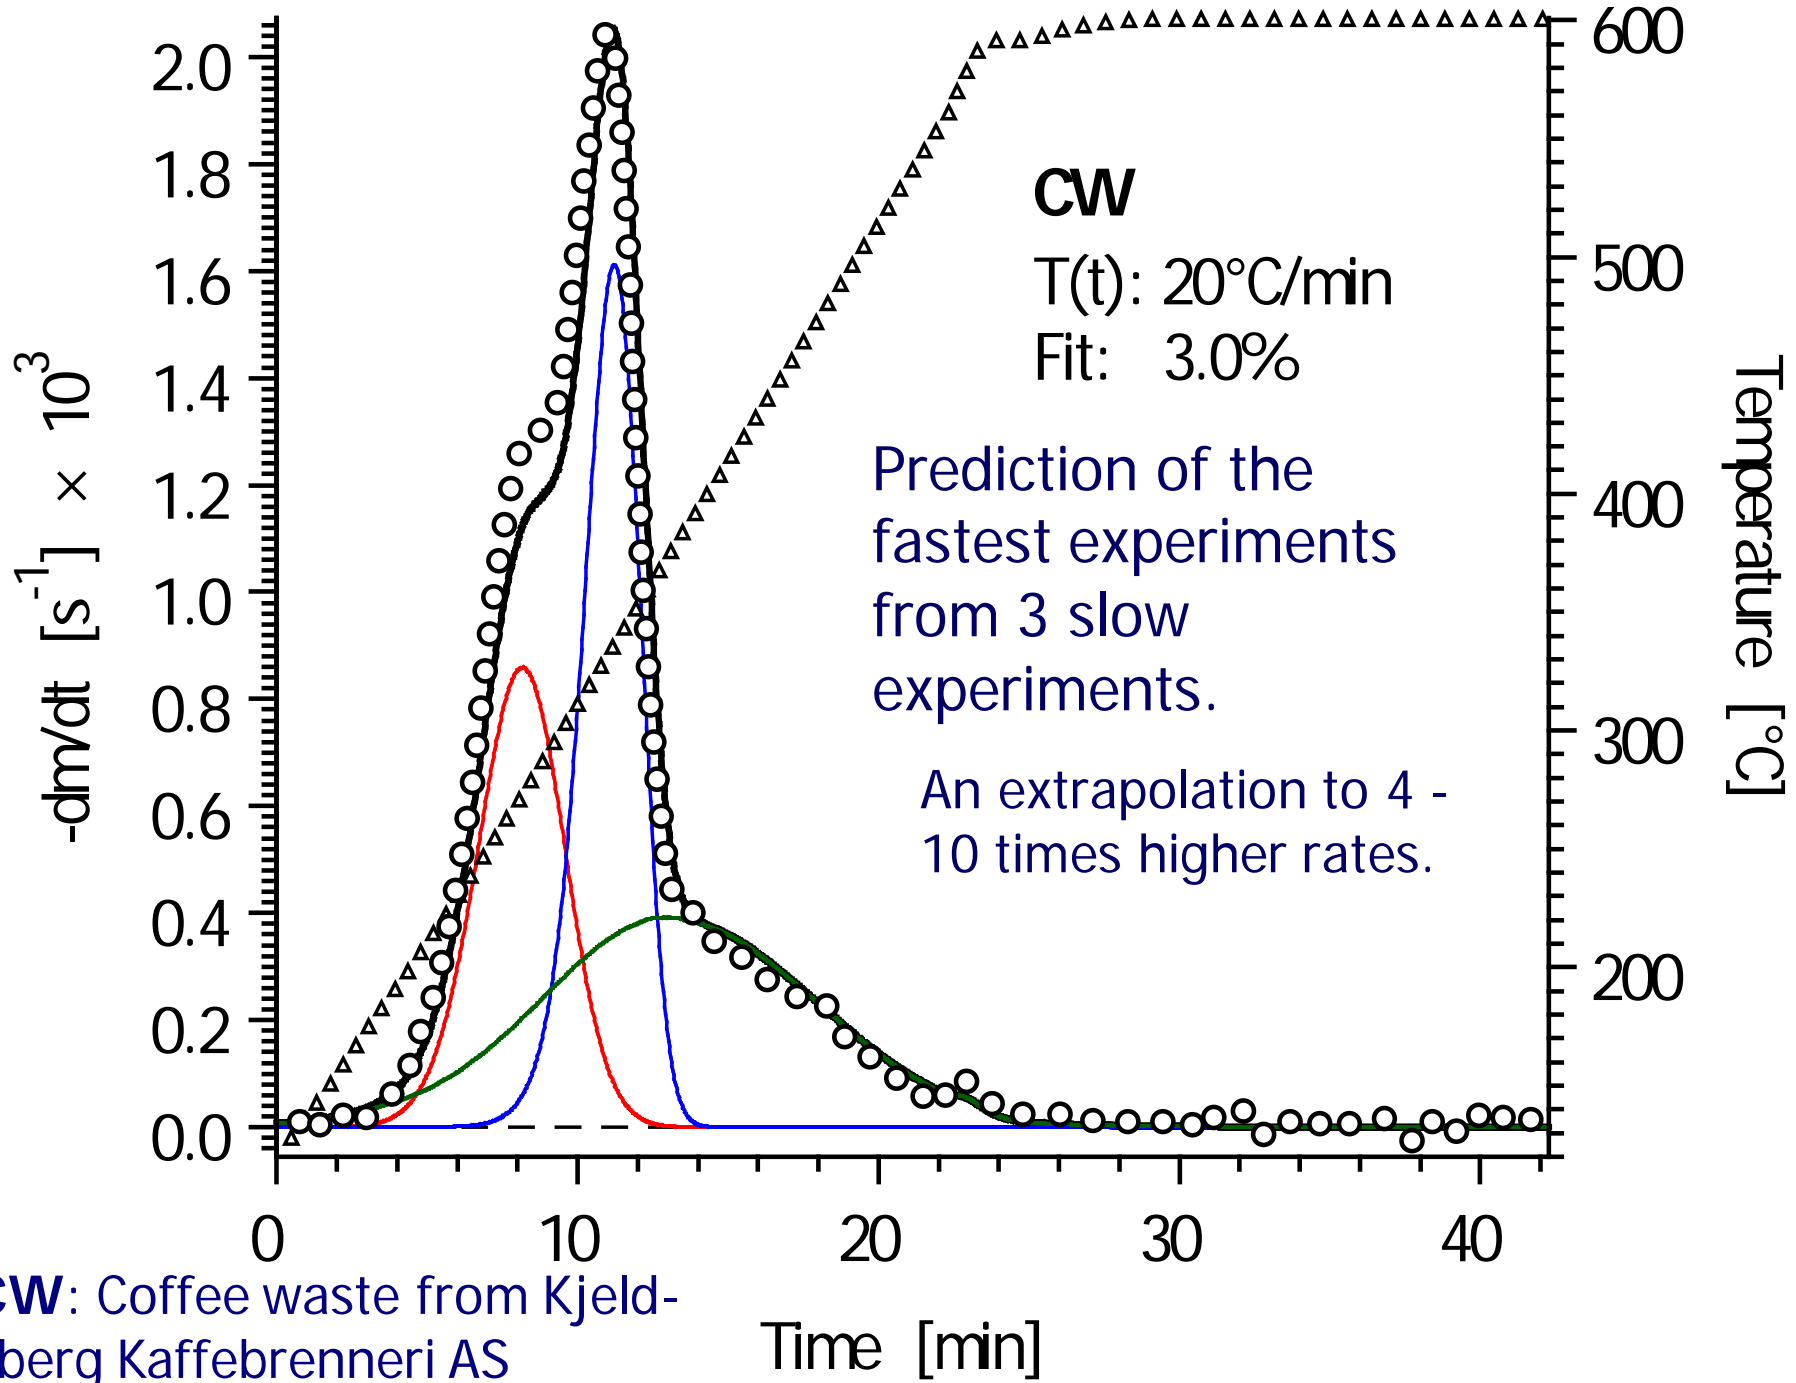 2.0
1.8
1.6
1.4
1.2
1.0
0.8
0.6
0.4
0.2
0.0
-dm/dt [s⁻¹] × 10³
600
500
400
300
200
Temperature [°C]
CW
T(t): 20°C/min
Fit: 3.0%
Prediction of the
fastest experiments
from 3 slow
experiments.
An extrapolation to 4 -
10 times higher rates.
0 10 20 30 40
Time [min]
CW: Coffee waste from Kjeld-
berg Kaffebrenneri AS